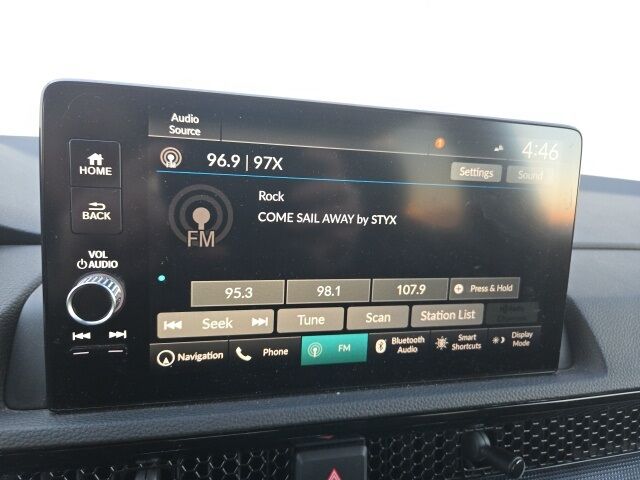 Audio
Source
4:46
HOME
96.9 | 97X
Settings
Sound
BACK
Rock
COME SAIL AWAY by STYX
FM
VOL
AUDIO
95.3
98.1
107.9
Press & Hold
Seek
Tune
Scan
Station List
Navigation
Phone
FM
Bluetooth
Audio
Smart
Shortcuts
Display
Mode